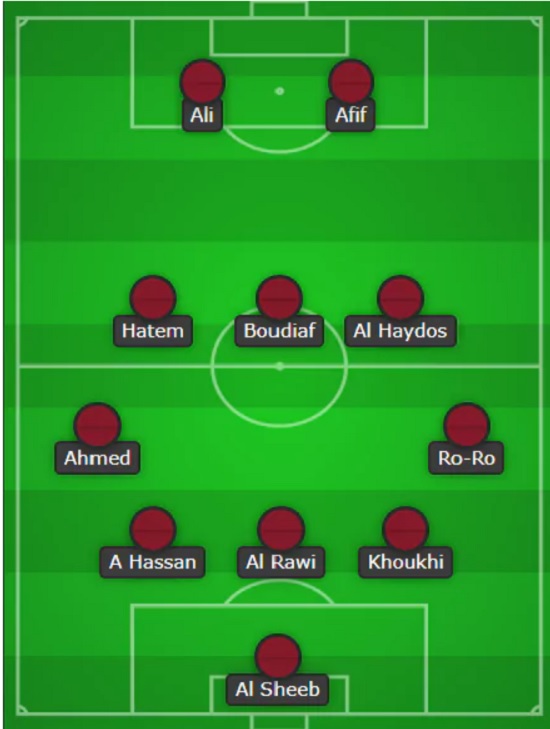 Ali
Afif
Hatem
Boudiaf
Al Haydos
Ahmed
Ro-Ro
A Hassan
Al Rawi
Khoukhi
Al Sheeb